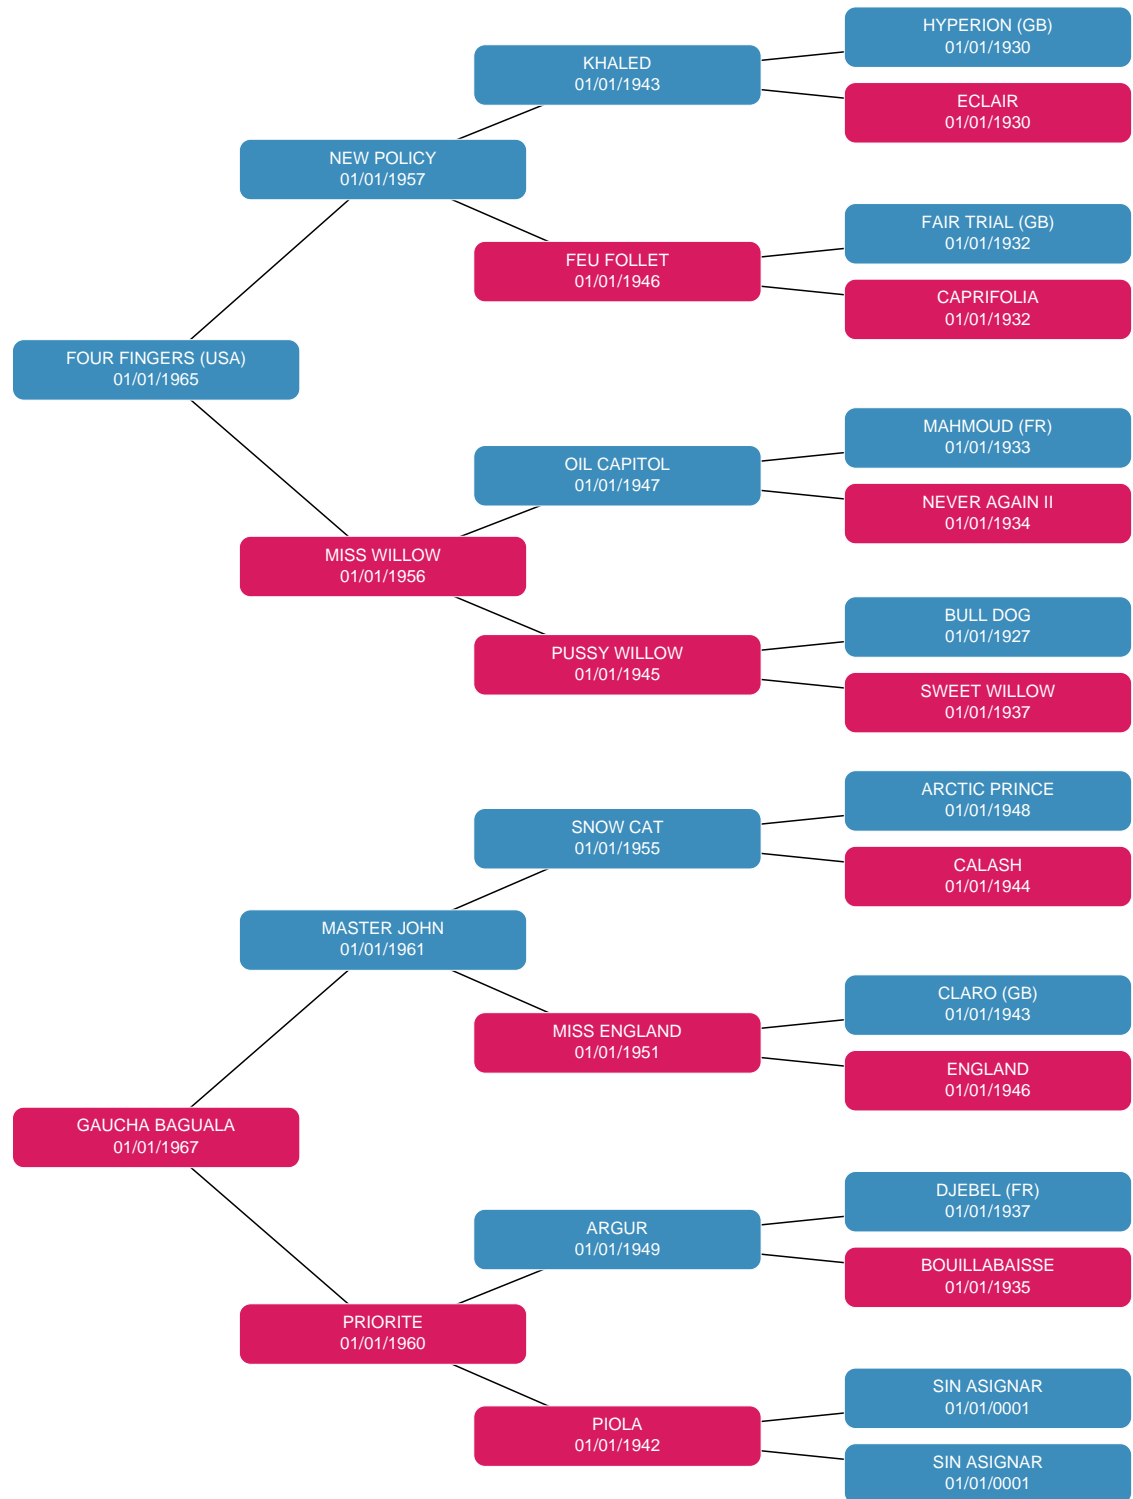 HYPERION (GB)
01/01/1930
KHALED
01/01/1943
ECLAIR
01/01/1930
NEW POLICY
01/01/1957
FAIR TRIAL (GB)
01/01/1932
FEU FOLLET
01/01/1946
CAPRIFOLIA
01/01/1932
FOUR FINGERS (USA)
01/01/1965
MAHMOUD (FR)
01/01/1933
OIL CAPITOL
01/01/1947
NEVER AGAIN II
01/01/1934
MISS WILLOW
01/01/1956
BULL DOG
01/01/1927
PUSSY WILLOW
01/01/1945
SWEET WILLOW
01/01/1937
ARCTIC PRINCE
01/01/1948
SNOW CAT
01/01/1955
CALASH
01/01/1944
MASTER JOHN
01/01/1961
CLARO (GB)
01/01/1943
MISS ENGLAND
01/01/1951
ENGLAND
01/01/1946
GAUCHA BAGUALA
01/01/1967
DJEBEL (FR)
01/01/1937
ARGUR
01/01/1949
BOUILLABAISSE
01/01/1935
PRIORITE
01/01/1960
SIN ASIGNAR
01/01/0001
PIOLA
01/01/1942
SIN ASIGNAR
01/01/0001